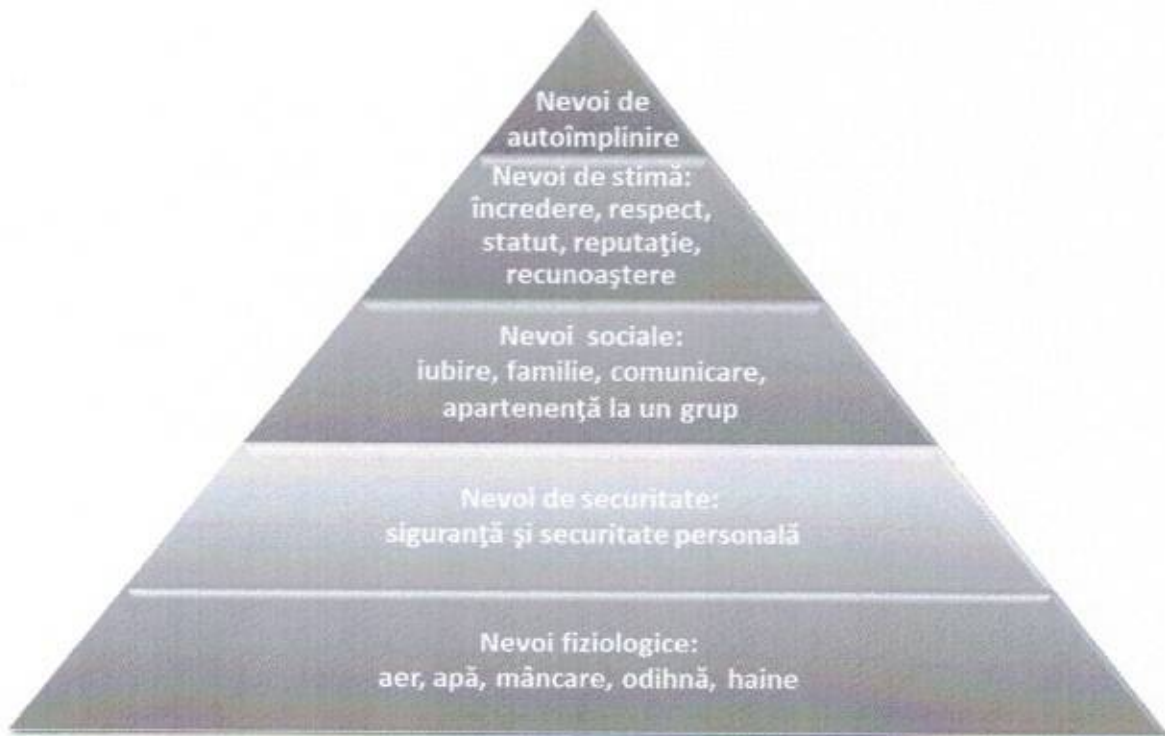 Nevoi de
autoîmplinire
Nevoi de stimă:
încredere, respect,
statut, reputaţie,
recunoaştere
Nevoi sociale:
iubire, familie, comunicare,
apartenenţă la un grup
Nevoi de securitate:
siguranţă şi securitate personală
Nevoi fiziologice:
aer, apă, mâncare, odihnă, haine